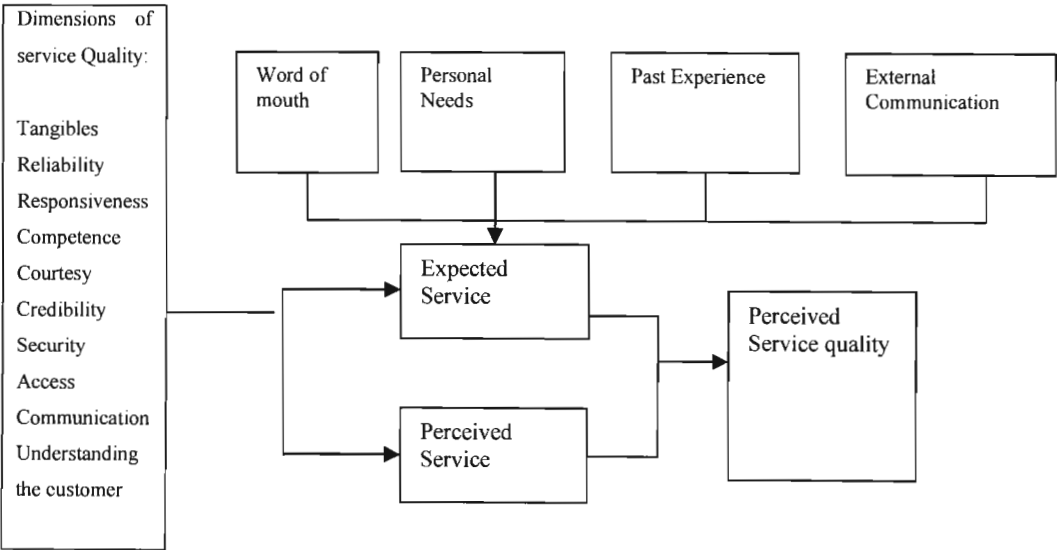 Dimensions of
service Quality:
Tangibles
Reliability
Responsiveness
Competence
Courtesy
Credibility
Security
Access
Communication
Understanding
the customer
Word of
mouth
Personal
Needs
Past Experience
External
Communication
Expected
Service
Perceived
Service
Perceived
Service quality